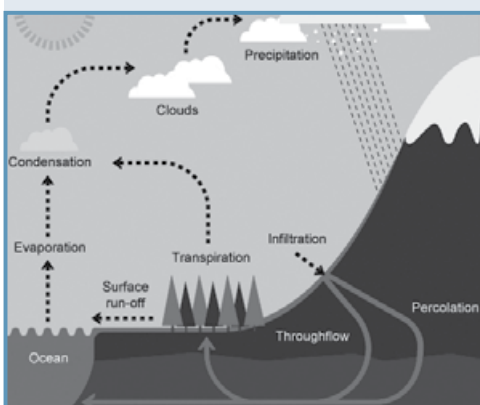 Precipitation
Clouds
Condensation
Evaporation
Transpiration
Infiltration
Surface
run-off
Percolation
Throughflow
Ocean